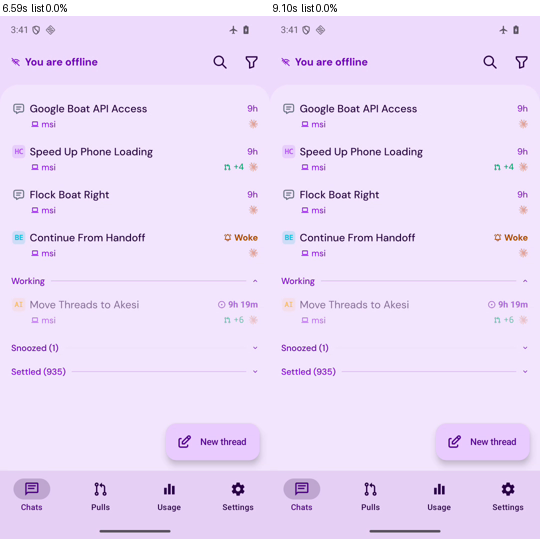 6.59s list0.0%
3:41
You are offline
Google Boat API Access 9h
msi
HC Speed Up Phone Loading 9h
msi +4
Flock Boat Right 9h
msi
BE Continue From Handoff Woke
msi
Working
AI Move Threads to Akesi 9h 19m
msi +6
Snoozed (1)
Settled (935)
New thread
Chats Pulls Usage Settings
9.10s list0.0%
3:41
You are offline
Google Boat API Access 9h
msi
HC Speed Up Phone Loading 9h
msi +4
Flock Boat Right 9h
msi
BE Continue From Handoff Woke
msi
Working
AI Move Threads to Akesi 9h 19m
msi +6
Snoozed (1)
Settled (935)
New thread
Chats Pulls Usage Settings